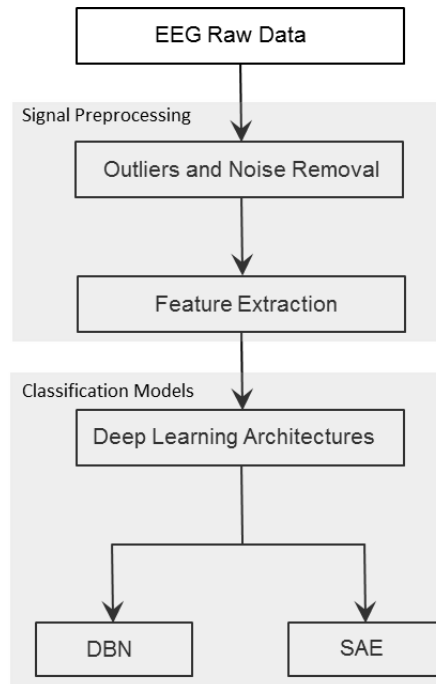 EEG Raw Data
Signal Preprocessing
Outliers and Noise Removal
Feature Extraction
Classification Models
Deep Learning Architectures
DBN
SAE